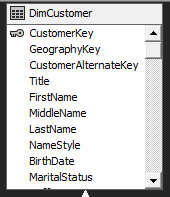 DimCustomer
CustomerKey
GeographyKey
CustomerAlternateKey
Title
FirstName
MiddleName
LastName
NameStyle
BirthDate
MaritalStatus